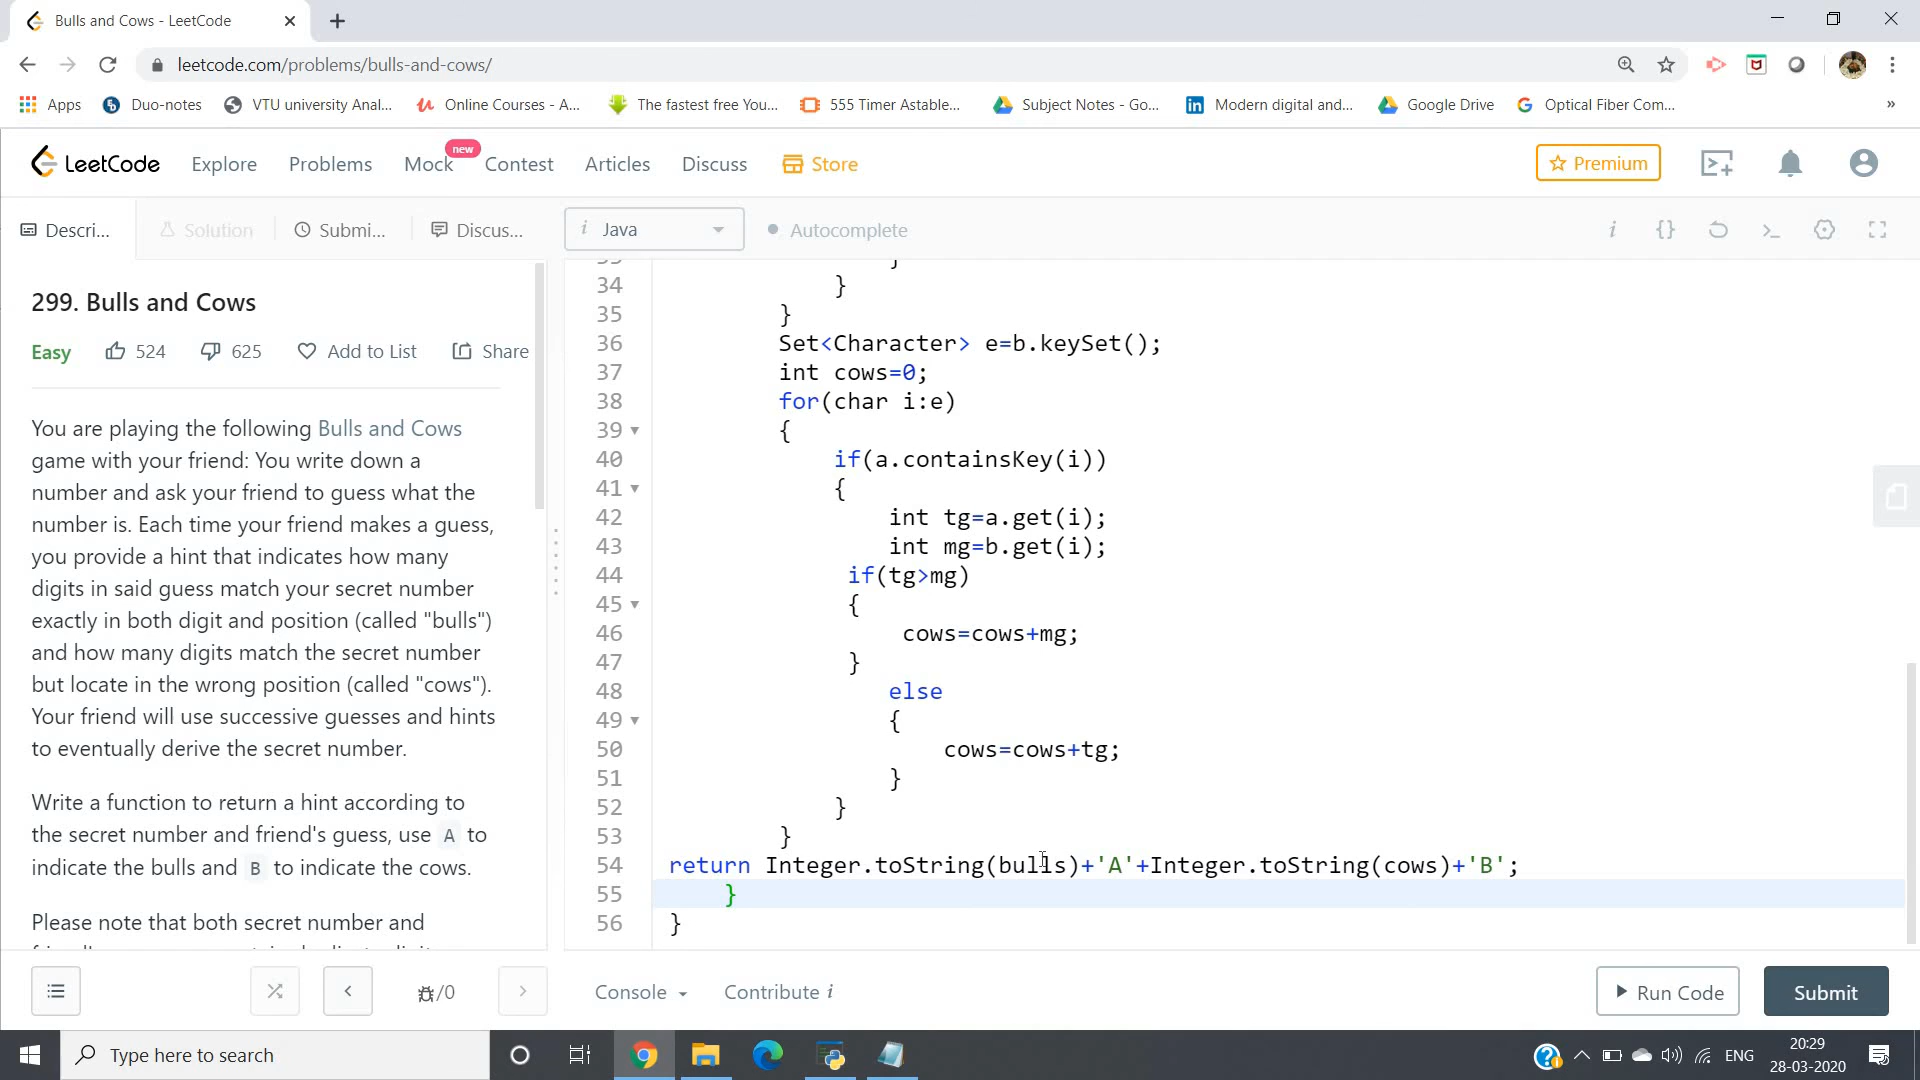 Bulls and Cows - LeetCode
leetcode.com/problems/bulls-and-cows/
Apps Duo-notes VTU university Anal... Online Courses - A... The fastest free You... 555 Timer Astable... Subject Notes - Go... Modern digital and... Google Drive Optical Fiber Com... »
LeetCode Explore Problems Mock new Contest Articles Discuss Store Premium
Descri... Solution Submi... Discus... i Java Autocomplete
299. Bulls and Cows
Easy 524 625 Add to List Share
You are playing the following Bulls and Cows
game with your friend: You write down a
number and ask your friend to guess what the
number is. Each time your friend makes a guess,
you provide a hint that indicates how many
digits in said guess match your secret number
exactly in both digit and position (called "bulls")
and how many digits match the secret number
but locate in the wrong position (called "cows").
Your friend will use successive guesses and hints
to eventually derive the secret number.
Write a function to return a hint according to
the secret number and friend's guess, use A to
indicate the bulls and B to indicate the cows.
Please note that both secret number and
34 }
35 }
36 Set<Character> e=b.keySet();
37 int cows=0;
38 for(char i:e)
39 {
40 if(a.containsKey(i))
41 {
42 int tg=a.get(i);
43 int mg=b.get(i);
44 if(tg>mg)
45 {
46 cows=cows+mg;
47 }
48 else
49 {
50 cows=cows+tg;
51 }
52 }
53 }
54 return Integer.toString(bulls)+'A'+Integer.toString(cows)+'B';
55 }
56 }
/0 Console Contribute i Run Code Submit
Type here to search
ENG
20:29
28-03-2020